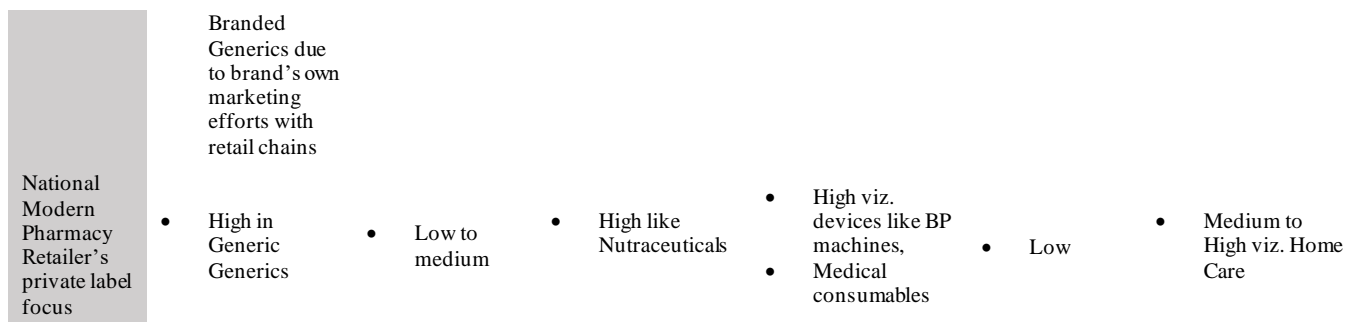 Branded
Generics due
to brand's own
marketing
efforts with
retail chains
National
Modern
Pharmacy
Retailer's
private label
focus
• High in
Generic
Generics
• Low to
medium
• High like
Nutraceuticals
• High viz.
devices like BP
machines,
• Medical
consumables
• Low
• Medium to
High viz. Home
Care